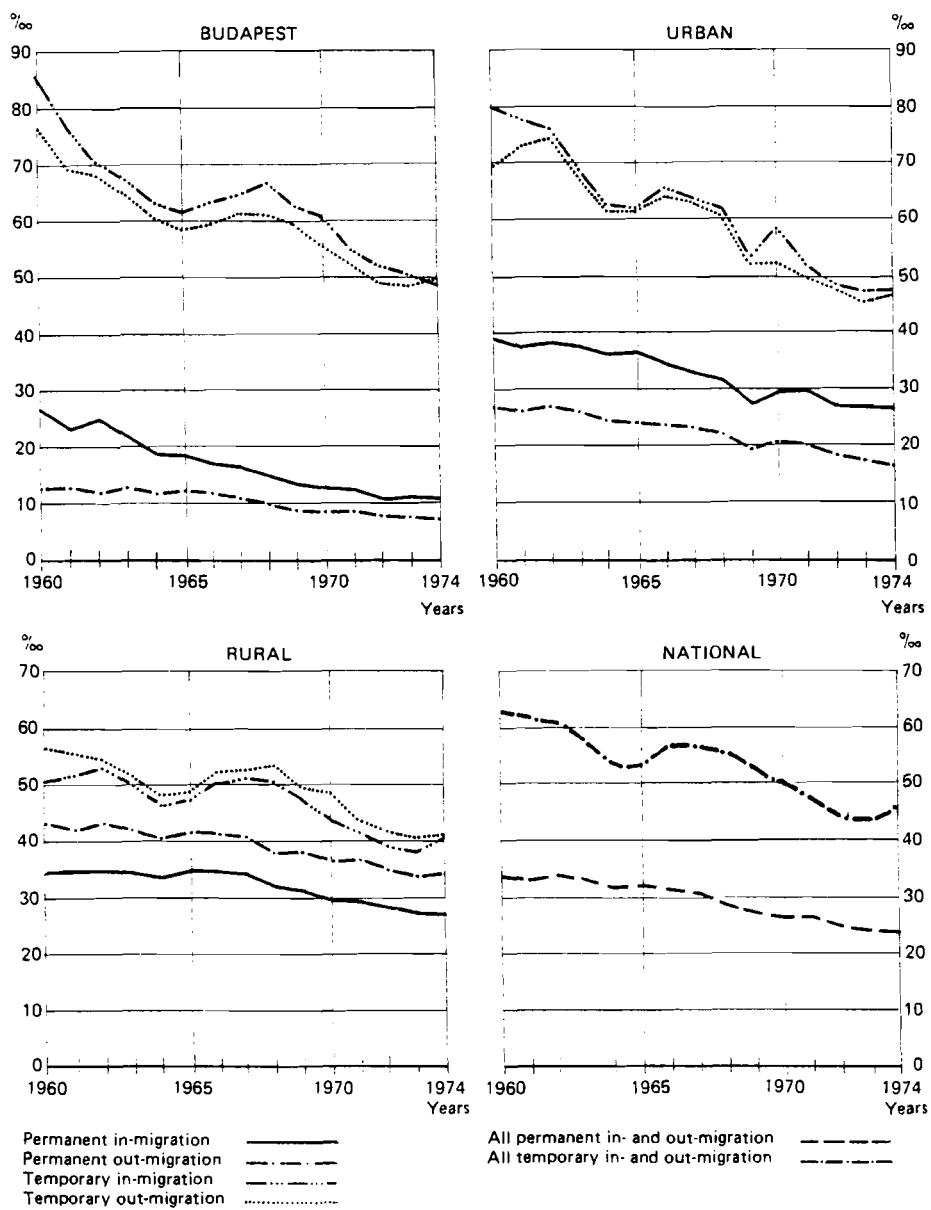 ‰ BUDAPEST
90
80
70
60
50
40
30
20
10
0
1960 1965 1970 1974
Years
URBAN ‰
90
80
70
60
50
40
30
20
10
0
1960 1965 1970 1974
Years
‰ RURAL
70
60
50
40
30
20
10
0
1960 1965 1970 1974
Years
NATIONAL ‰
70
60
50
40
30
20
10
0
1960 1965 1970 1974
Years
Permanent in-migration
Permanent out-migration
Temporary in-migration
Temporary out-migration
All permanent in- and out-migration
All temporary in- and out-migration